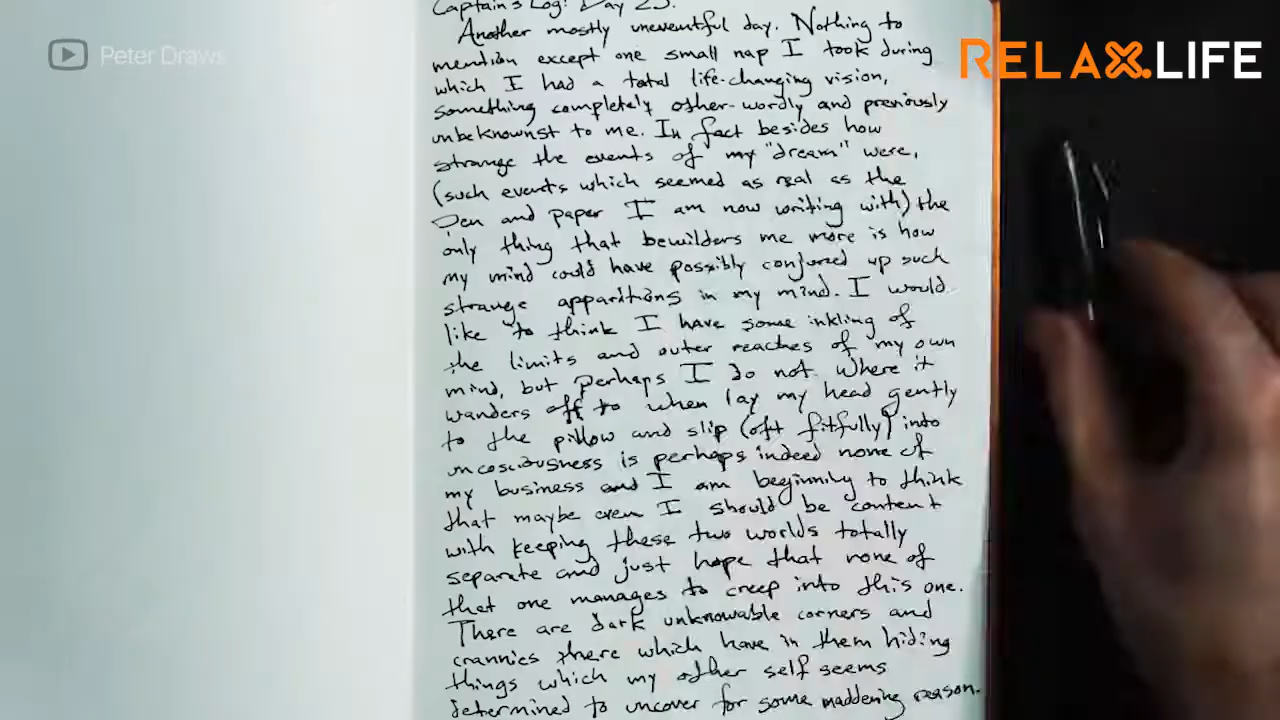 Captain's Log: Day 23.
Another mostly uneventful day. Nothing to
mention except one small nap I took during
which I had a total life-changing vision,
something completely other-wordly and previously
unbeknownst to me. In fact besides how
strange the events of my "dream" were,
(such events which seemed as real as the
pen and paper I am now writing with) the
only thing that bewilders me more is how
my mind could have possibly conjured up such
strange apparitions in my mind. I would
like to think I have some inkling of
the limits and outer reaches of my own
mind, but perhaps I do not. Where it
wanders off to when lay my head gently
to the pillow and slip (oft fitfully) into
uncosciousness is perhaps indeed none of
my business and I am beginnily to think
that maybe even I should be content
with keeping these two worlds totally
separate and just hope that none of
that one manages to creep into this one.
There are dark unknowable corners and
crannies there which have in them hiding
things which my other self seems
determined to uncover for some maddening reason.
Peter Draws
RELAX.LIFE